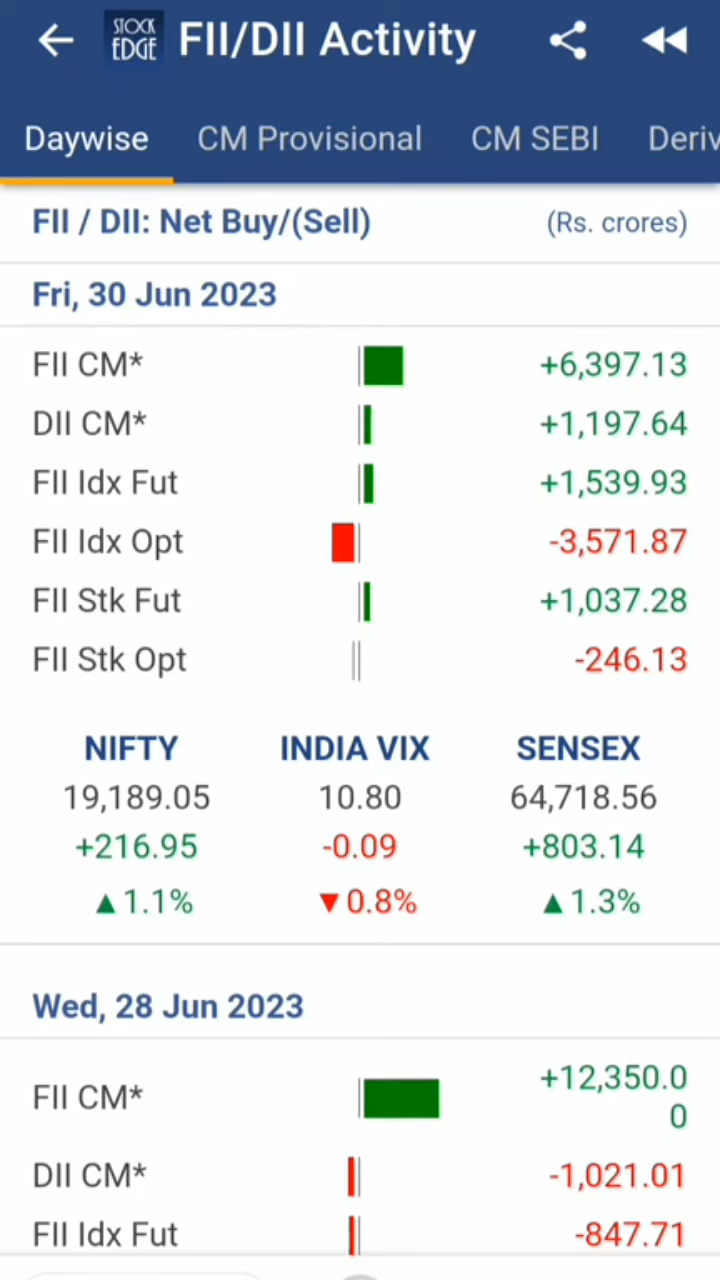 STOCK
EDGE
FII/DII Activity
Daywise CM Provisional CM SEBI Deriv
FII / DII: Net Buy/(Sell) (Rs. crores)
Fri, 30 Jun 2023
FII CM* +6,397.13
DII CM* +1,197.64
FII Idx Fut +1,539.93
FII Idx Opt -3,571.87
FII Stk Fut +1,037.28
FII Stk Opt -246.13
NIFTY INDIA VIX SENSEX
19,189.05 10.80 64,718.56
+216.95 -0.09 +803.14
▲1.1% ▼0.8% ▲1.3%
Wed, 28 Jun 2023
FII CM* +12,350.0
0
DII CM* -1,021.01
FII Idx Fut -847.71